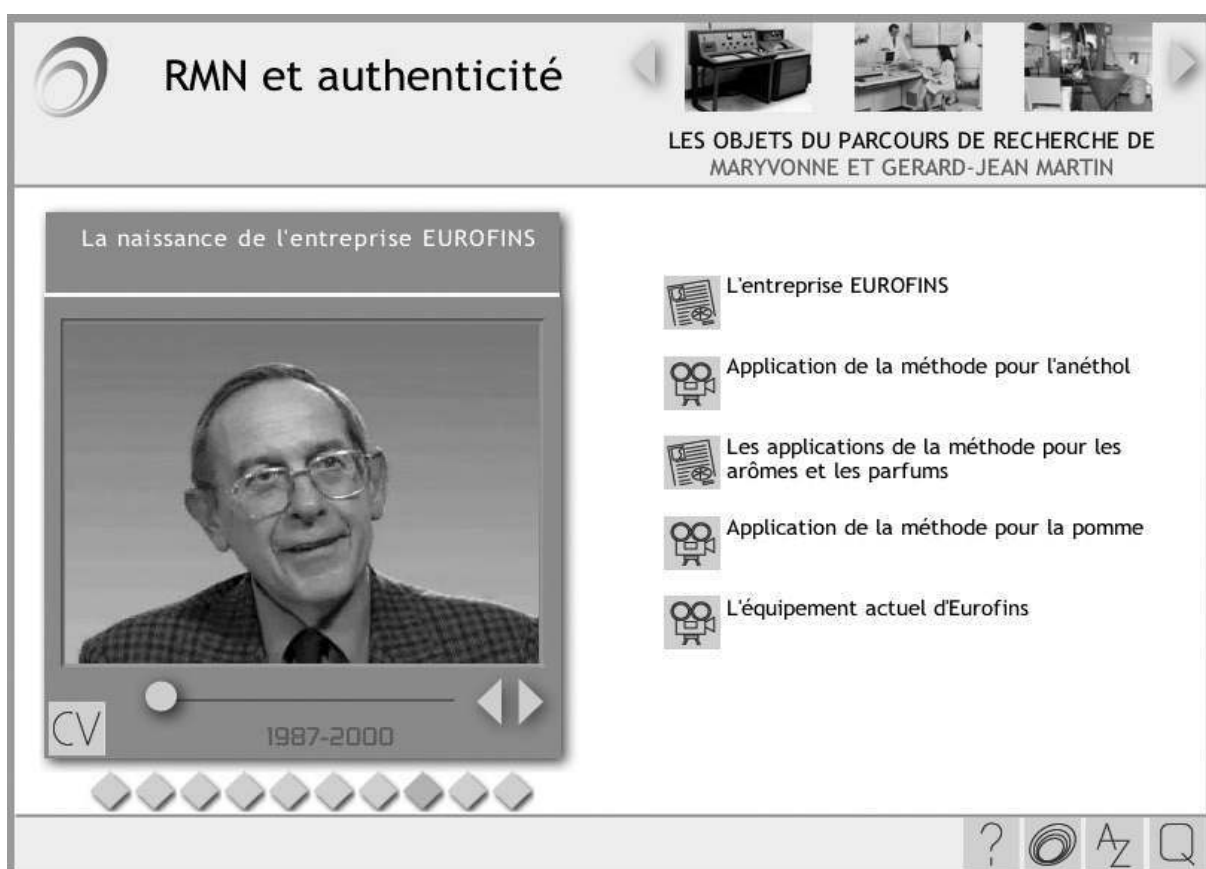 RMN et authenticité
LES OBJETS DU PARCOURS DE RECHERCHE DE
MARYVONNE ET GERARD-JEAN MARTIN
La naissance de l'entreprise EUROFINS
L'entreprise EUROFINS
Application de la méthode pour l'anéthol
Les applications de la méthode pour les
arômes et les parfums
Application de la méthode pour la pomme
L'équipement actuel d'Eurofins
CV
1987-2000
? AZ Q